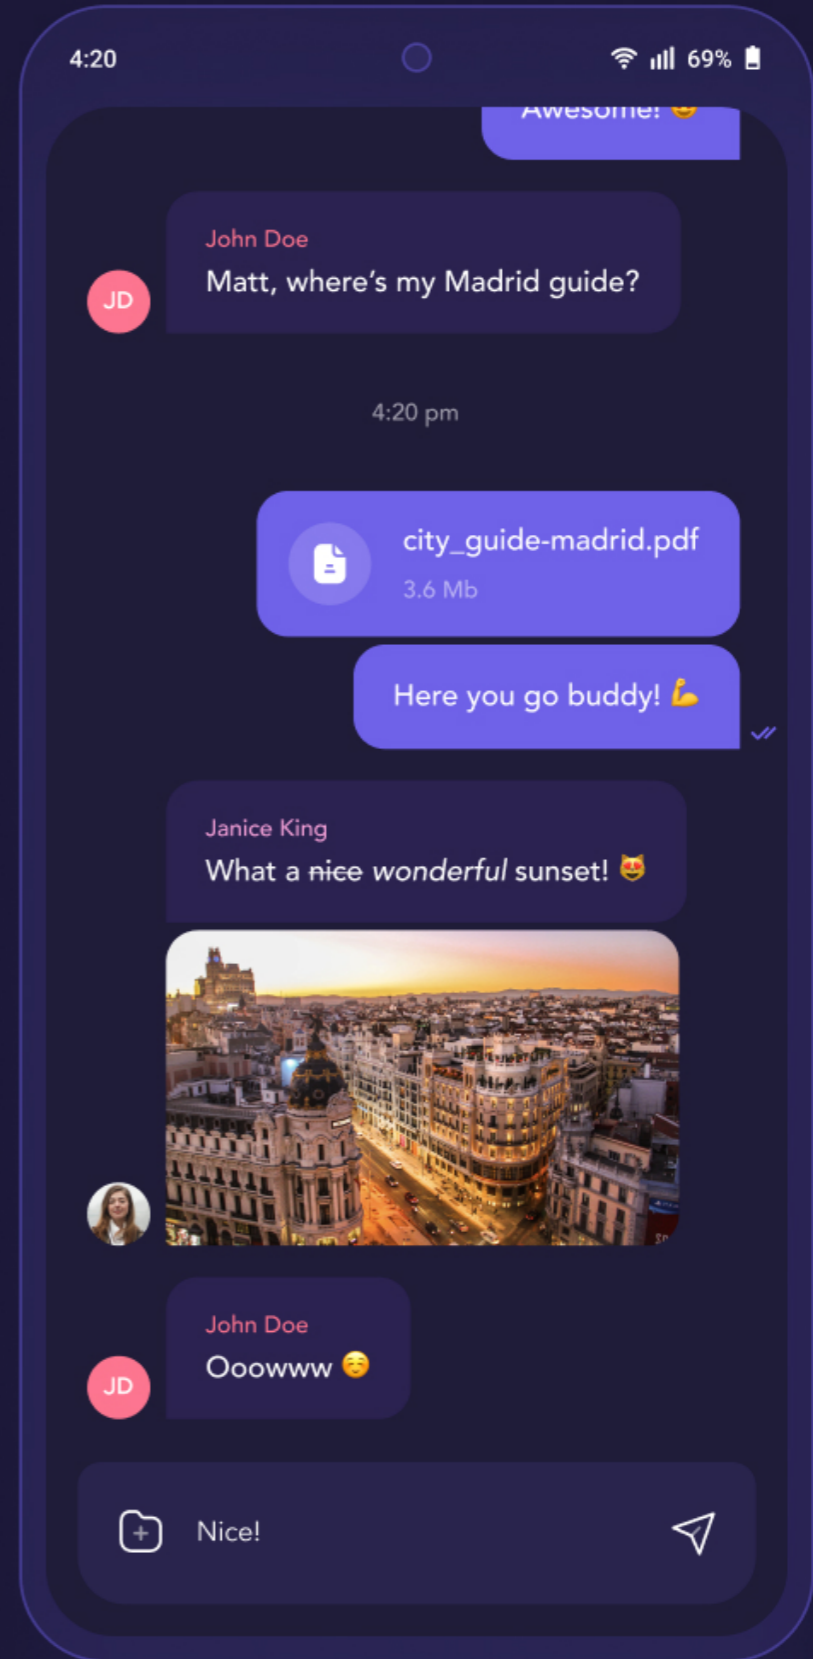 4:20 69%
Awesome! 😍
John Doe
JD
Matt, where's my Madrid guide?
4:20 pm
city_guide-madrid.pdf
3.6 Mb
Here you go buddy! 💪
Janice King
What a nice wonderful sunset! 😻
John Doe
JD
Ooowww ☺️
Nice!